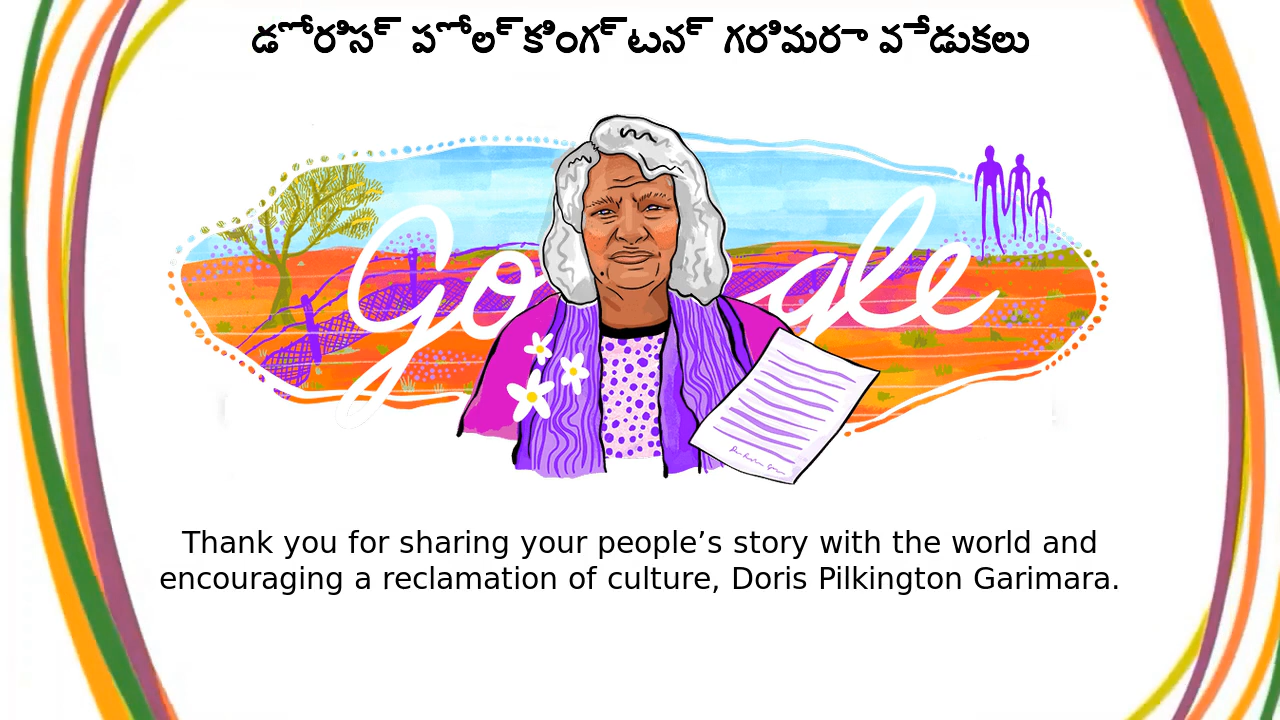 డోరిస్ పోల్కింగ్టన్ గరిమరా వేడుకలు
Google
Thank you for sharing your people’s story with the world and
encouraging a reclamation of culture, Doris Pilkington Garimara.